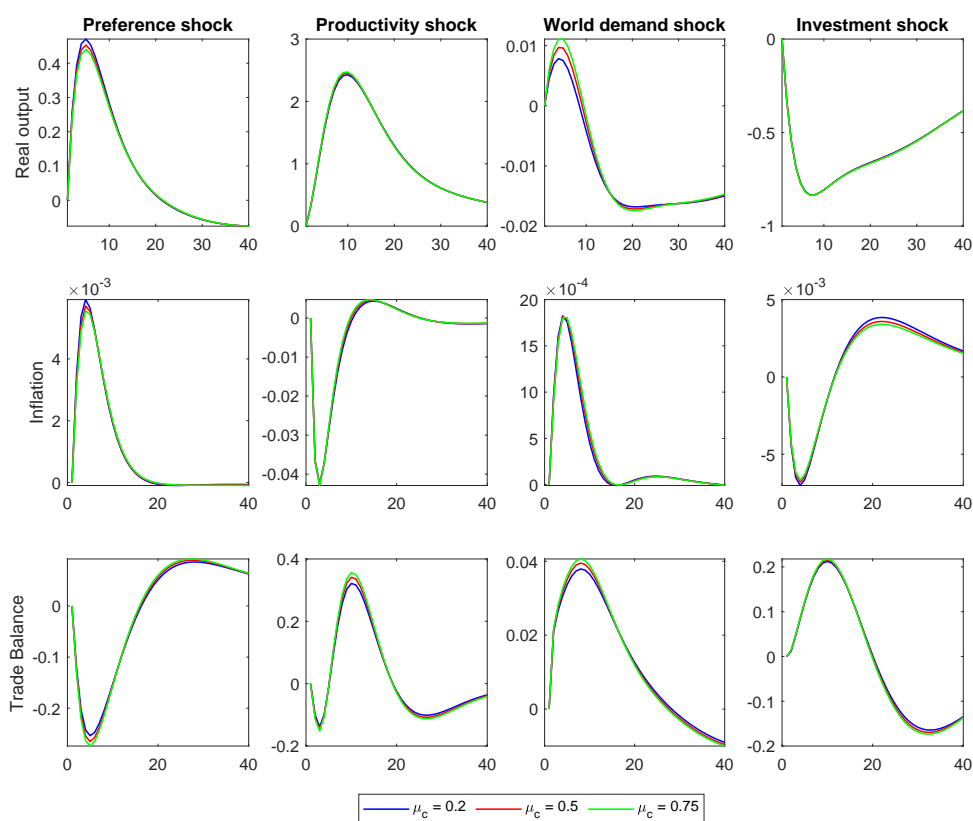 Preference shock Productivity shock World demand shock Investment shock
Real output
0.4
0.3
0.2
0.1
0
10 20 30 40
3
2
1
0
10 20 30 40
0.01
0
-0.01
-0.02
10 20 30 40
0
-0.5
-1
10 20 30 40
Inflation
×10⁻³
4
2
0
0 20 40
0
-0.01
-0.02
-0.03
-0.04
0 20 40
×10⁻⁴
20
15
10
5
0
0 20 40
×10⁻³
5
0
-5
0 20 40
Trade Balance
0
-0.1
-0.2
0 20 40
0.4
0.2
0
-0.2
0 20 40
0.04
0.02
0
0 20 40
0.2
0.1
0
-0.1
-0.2
0 20 40
μc = 0.2 μc = 0.5 μc = 0.75